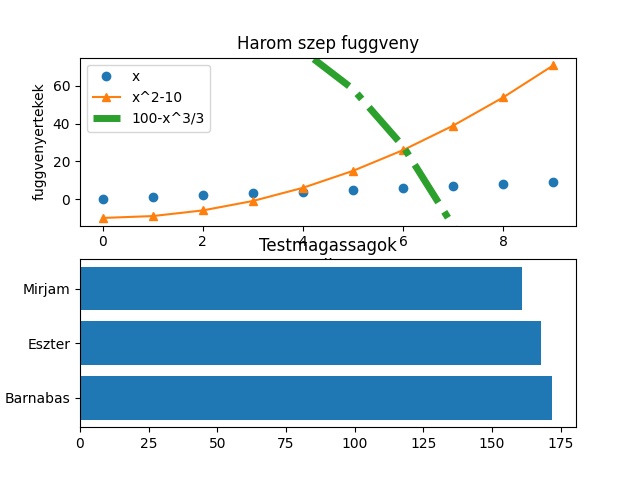 Harom szep fuggveny
fuggvenyertekek
60
40
20
0
x
x^2-10
100-x^3/3
0 2 4 6 8
Testmagassagok
Mirjam
Eszter
Barnabas
0 25 50 75 100 125 150 175